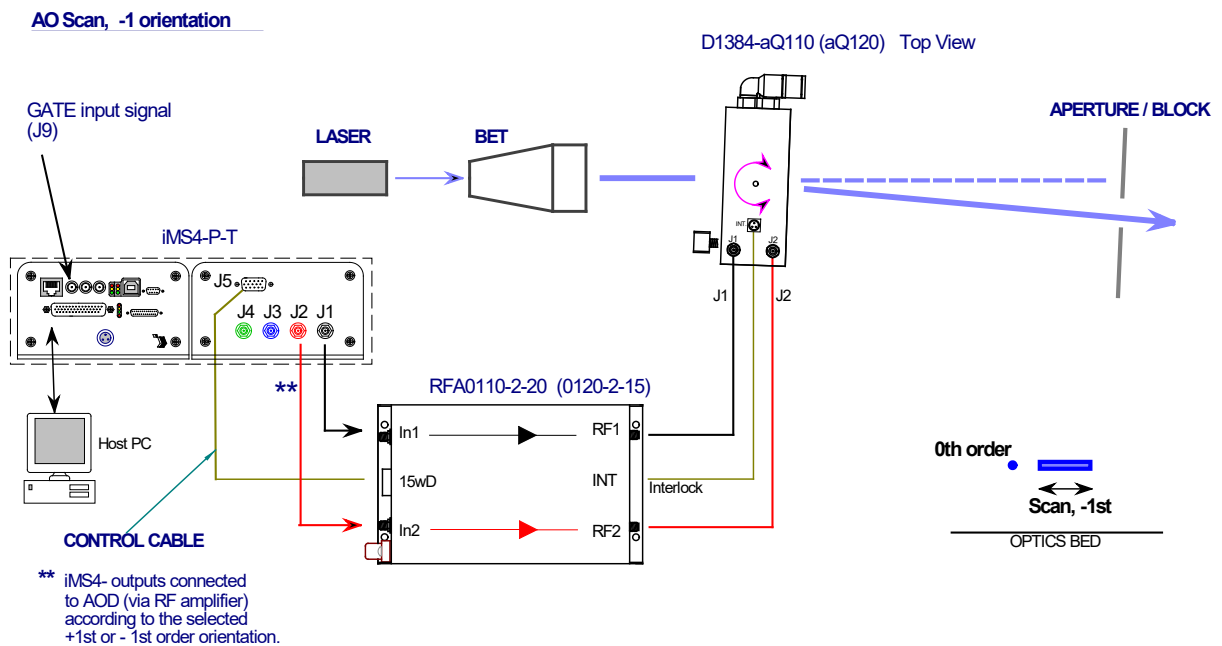 AO Scan, -1 orientation
D1384-aQ110 (aQ120) Top View
GATE input signal
(J9)
LASER
BET
APERTURE / BLOCK
INT.
J1
J2
iMS4-P-T
J5
J4
J3
J2
J1
J1
J2
**
RFA0110-2-20 (0120-2-15)
Host PC
In1
RF1
15wD
INT
Interlock
In2
RF2
0th order
Scan, -1st
OPTICS BED
CONTROL CABLE
** iMS4- outputs connected
to AOD (via RF amplifier)
according to the selected
+1st or - 1st order orientation.